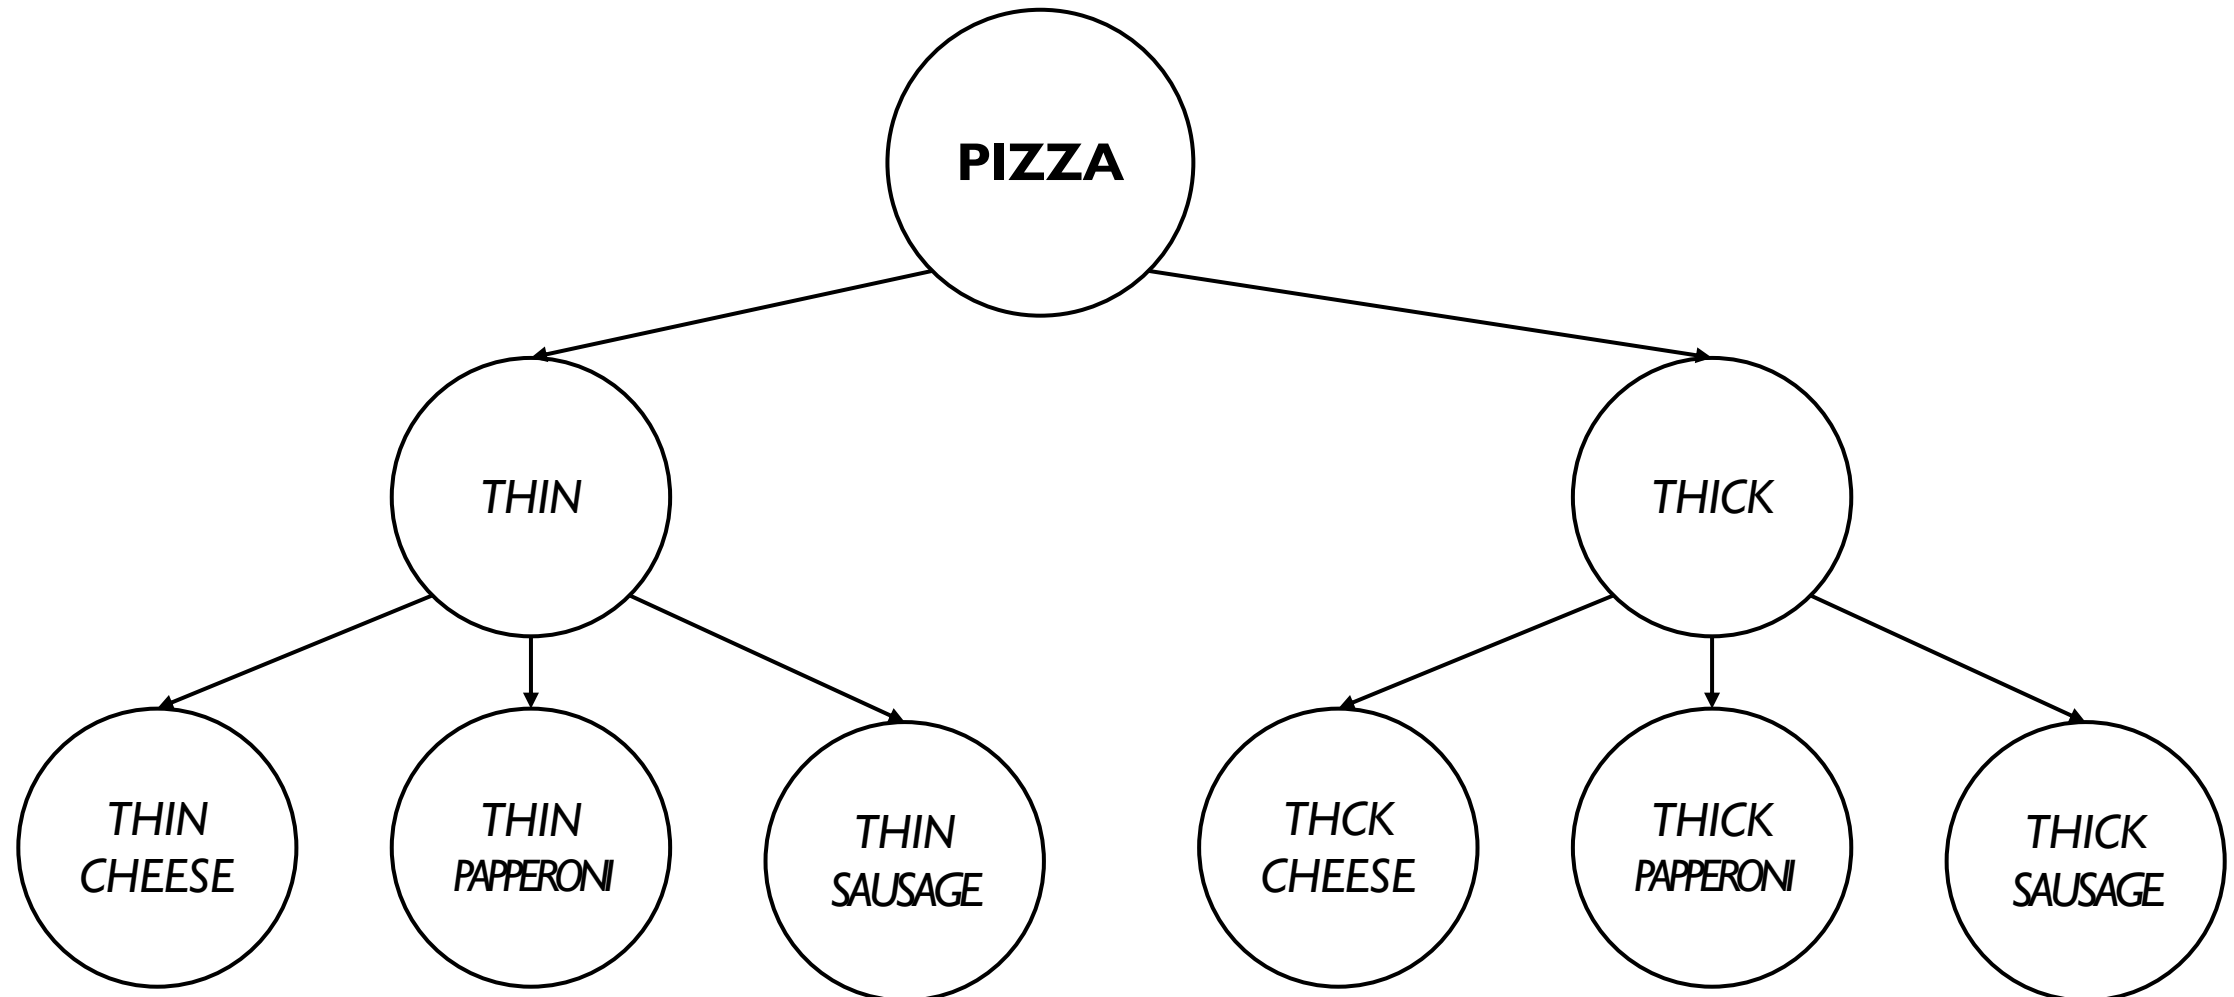 PIZZA
THIN
THICK
THIN
CHEESE
THIN
PAPPERONI
THIN
SAUSAGE
THCK
CHEESE
THICK
PAPPERONI
THICK
SAUSAGE